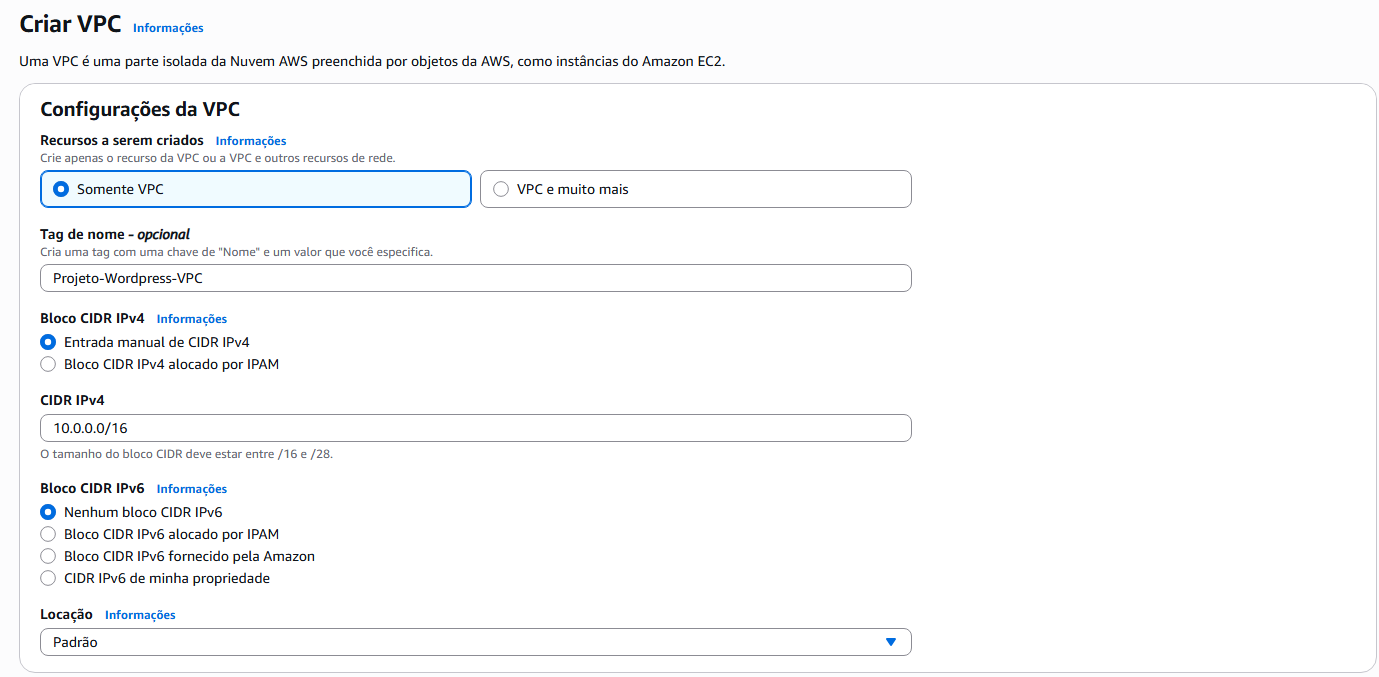 Criar VPC Informações
Uma VPC é uma parte isolada da Nuvem AWS preenchida por objetos da AWS, como instâncias do Amazon EC2.
Configurações da VPC
Recursos a serem criados Informações
Crie apenas o recurso da VPC ou a VPC e outros recursos de rede.
Somente VPC VPC e muito mais
Tag de nome - opcional
Cria uma tag com uma chave de "Nome" e um valor que você especifica.
Projeto-Wordpress-VPC
Bloco CIDR IPv4 Informações
Entrada manual de CIDR IPv4
Bloco CIDR IPv4 alocado por IPAM
CIDR IPv4
10.0.0.0/16
O tamanho do bloco CIDR deve estar entre /16 e /28.
Bloco CIDR IPv6 Informações
Nenhum bloco CIDR IPv6
Bloco CIDR IPv6 alocado por IPAM
Bloco CIDR IPv6 fornecido pela Amazon
CIDR IPv6 de minha propriedade
Locação Informações
Padrão